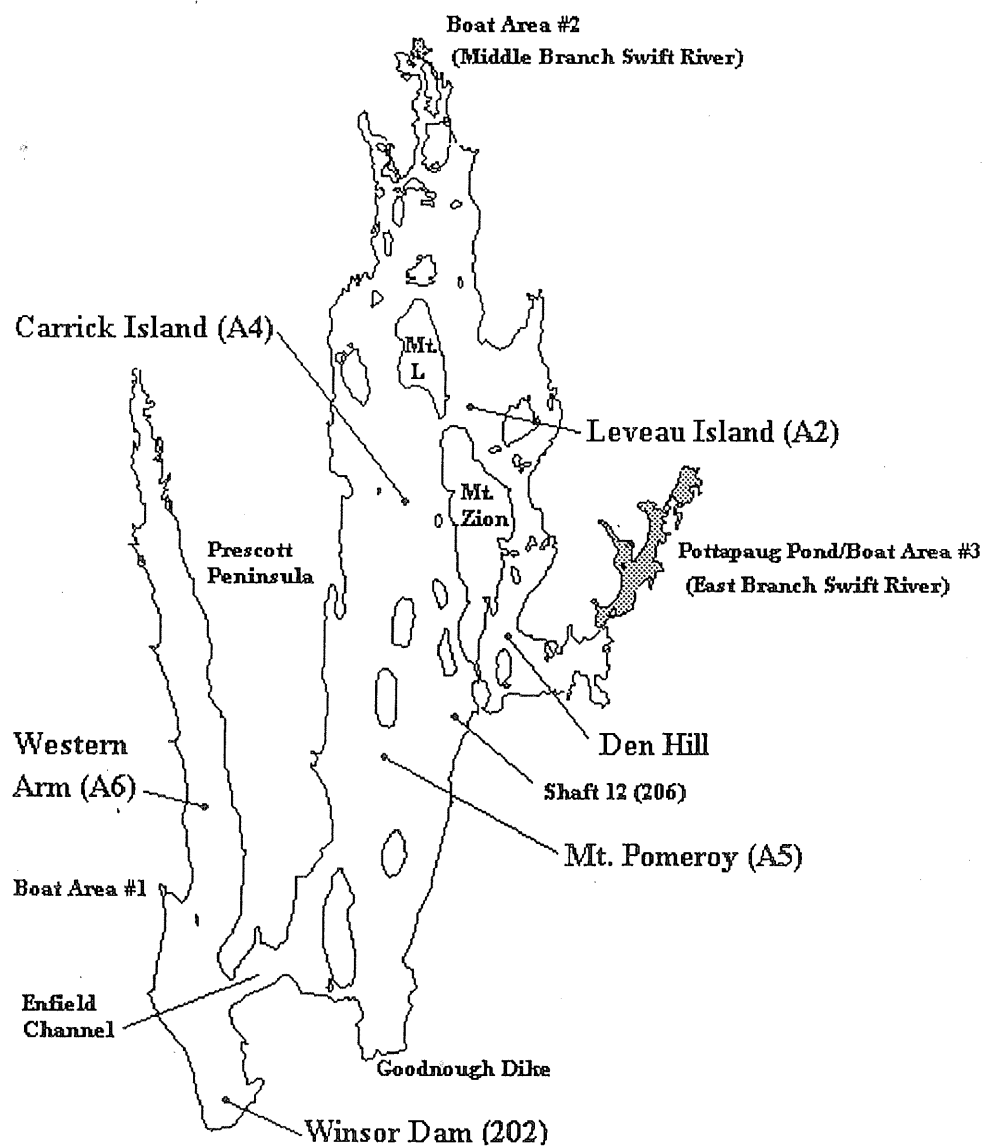 Boat Area #2
(Middle Branch Swift River)
Carrick Island (A4)
Mt.
L
Leveau Island (A2)
Mt.
Zion
Prescott
Peninsula
Pottapaug Pond/Boat Area #3
(East Branch Swift River)
Western
Arm (A6)
Den Hill
Shaft 12 (206)
Mt. Pomeroy (A5)
Boat Area #1
Enfield
Channel
Goodnough Dike
Winsor Dam (202)